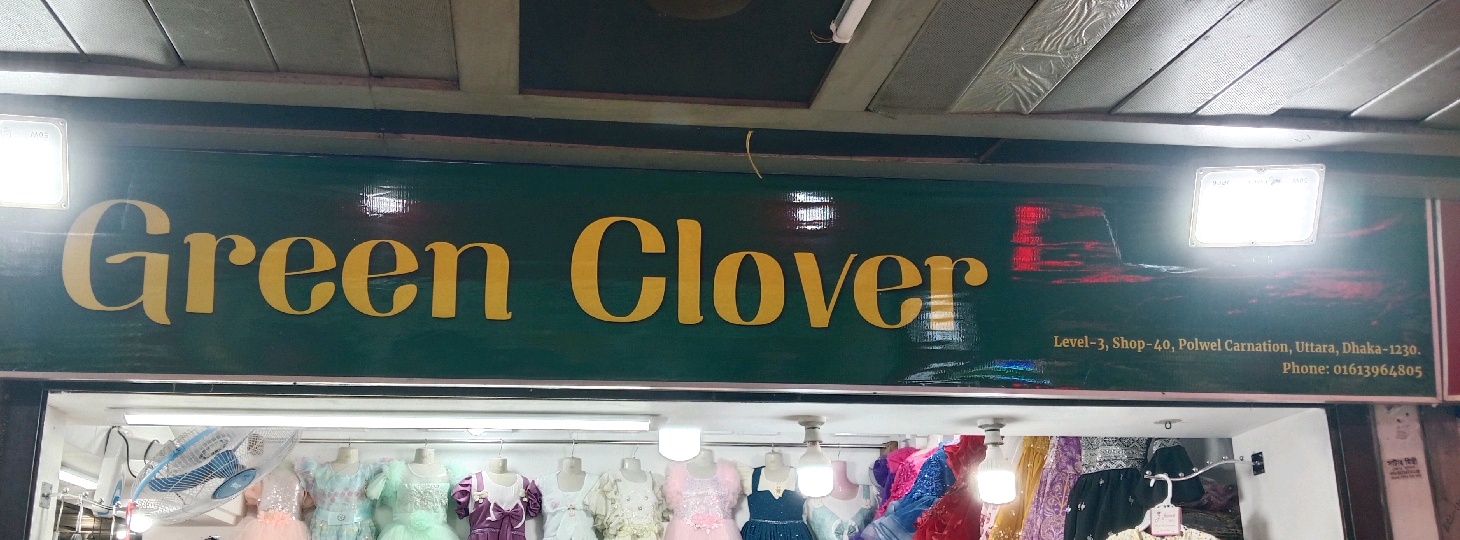 Green Clover
Level-3, Shop-40, Polwel Carnation, Uttara, Dhaka-1230.
Phone: 01613964805